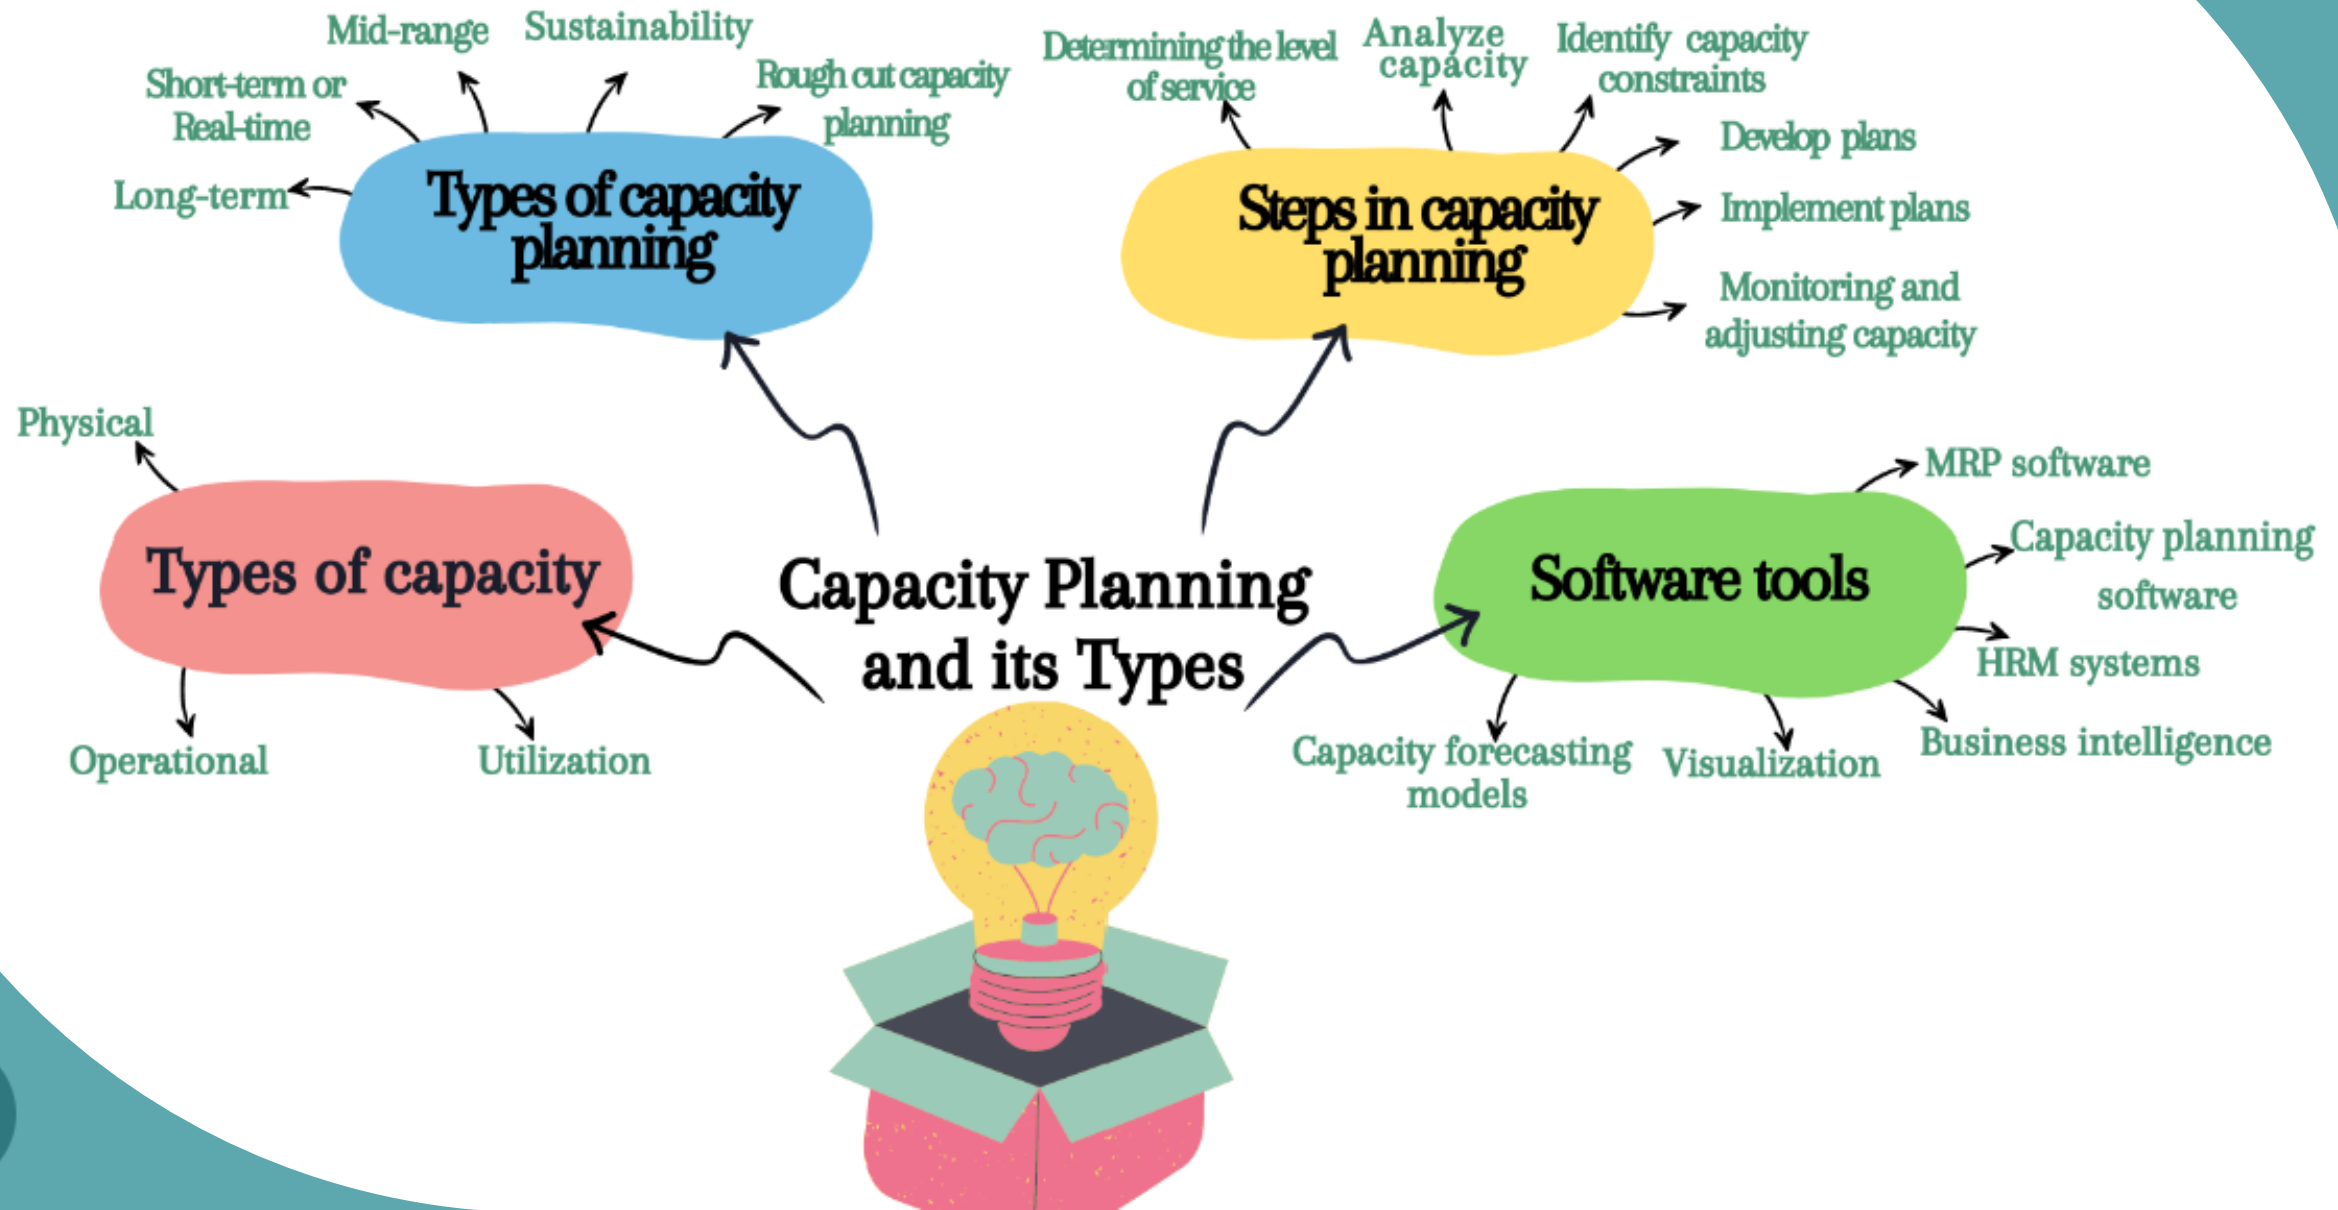 Mid-range
Sustainability
Short-term or
Real-time
Rough cut capacity
planning
Long-term
Types of capacity
planning
Determining the level
of service
Analyze
capacity
Identify capacity
constraints
Develop plans
Implement plans
Monitoring and
adjusting capacity
Steps in capacity
planning
Physical
Types of capacity
Operational
Utilization
Capacity Planning
and its Types
Software tools
MRP software
Capacity planning
software
HRM systems
Business intelligence
Visualization
Capacity forecasting
models